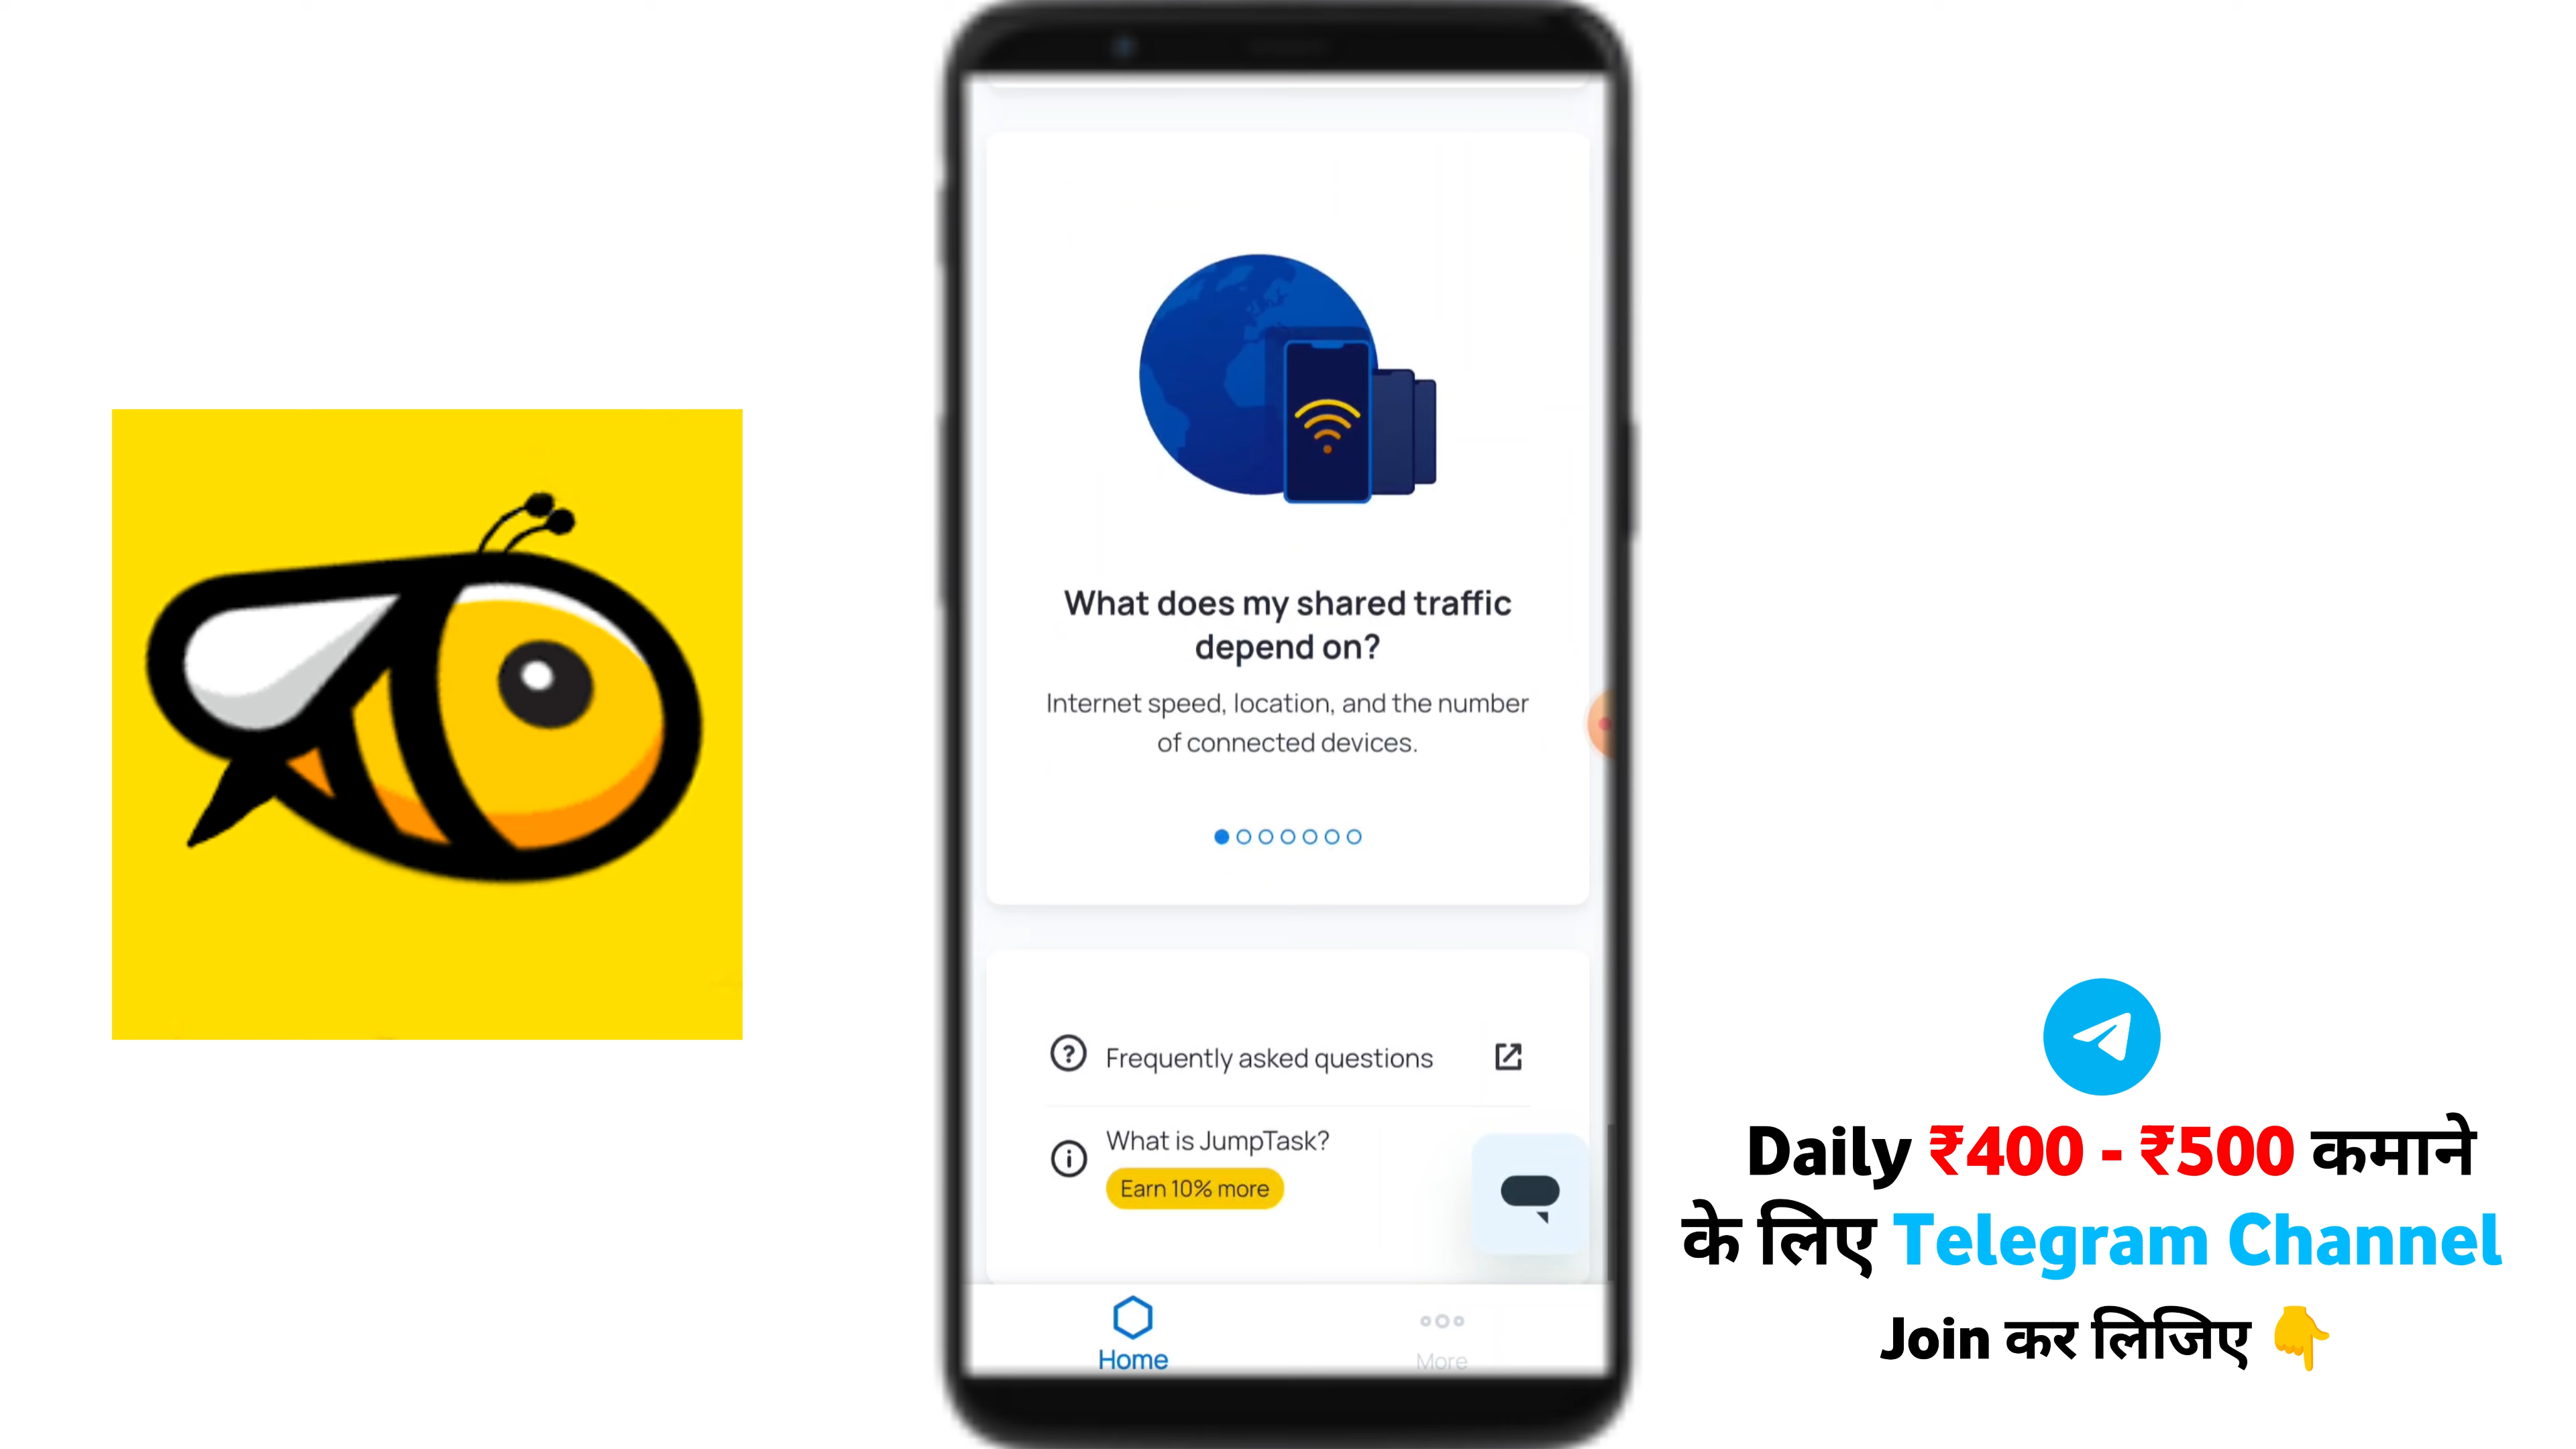 What does my shared traffic
depend on?
Internet speed, location, and the number
of connected devices.
Frequently asked questions
What is JumpTask?
Earn 10% more
Home
More
Daily ₹400 - ₹500 कमाने
के लिए Telegram Channel
Join कर लिजिए 👇